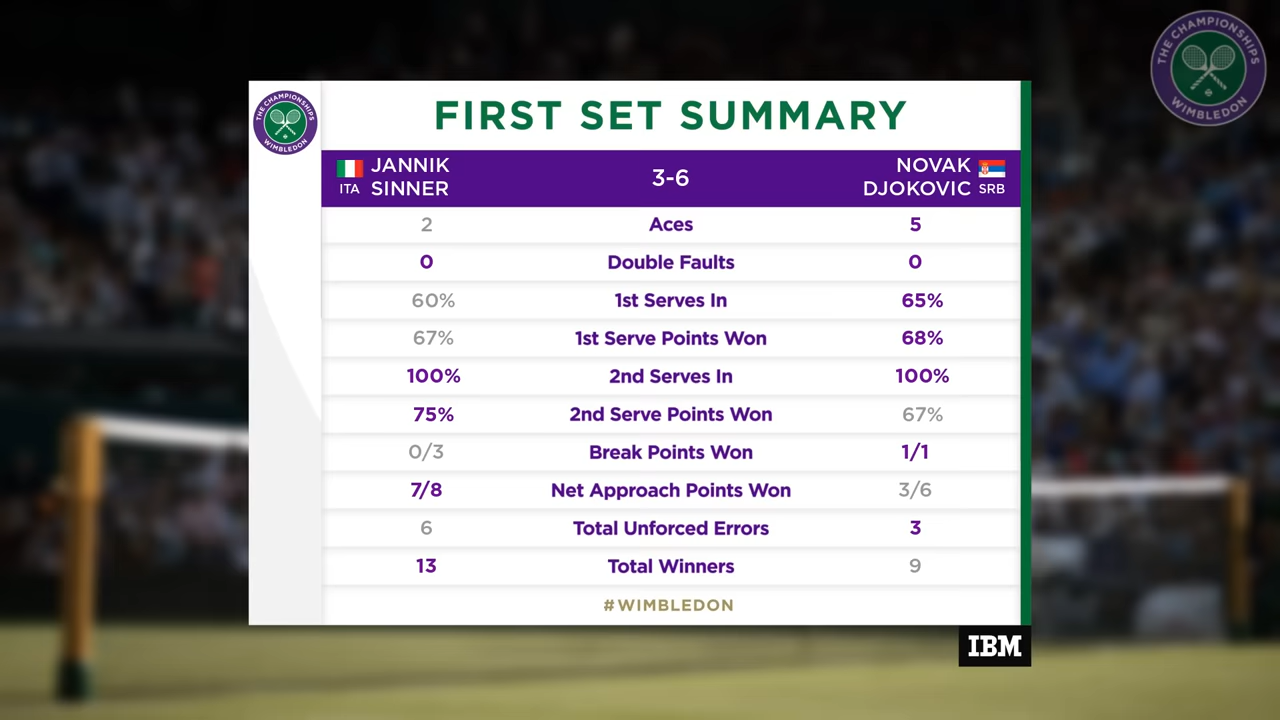 THE CHAMPIONSHIPS
WIMBLEDON
THE CHAMPIONSHIPS
WIMBLEDON
FIRST SET SUMMARY
JANNIK SINNER ITA 3-6 NOVAK DJOKOVIC SRB
2 Aces 5
0 Double Faults 0
60% 1st Serves In 65%
67% 1st Serve Points Won 68%
100% 2nd Serves In 100%
75% 2nd Serve Points Won 67%
0/3 Break Points Won 1/1
7/8 Net Approach Points Won 3/6
6 Total Unforced Errors 3
13 Total Winners 9
#WIMBLEDON
IBM